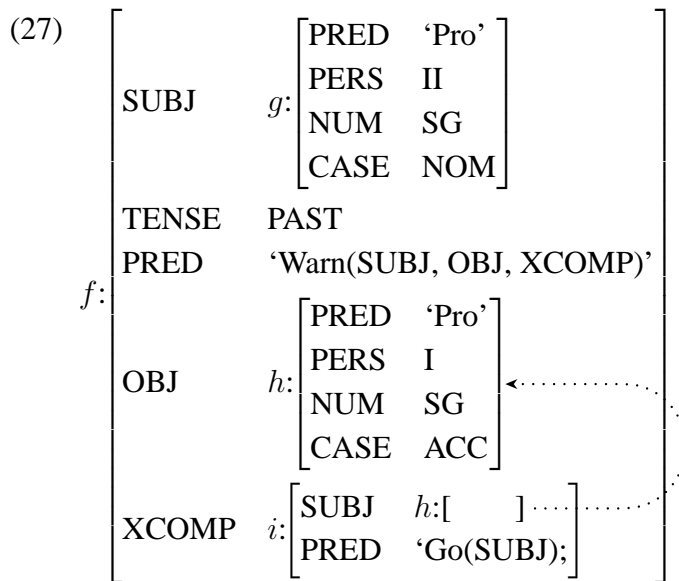 (27)
PRED ‘Pro’
PERS II
SUBJ g:
NUM SG
CASE NOM
TENSE PAST
PRED ‘Warn(SUBJ, OBJ, XCOMP)’
f:
PRED ‘Pro’
PERS I
OBJ h:
NUM SG
CASE ACC
SUBJ h:[ ]
XCOMP i:
PRED ‘Go(SUBJ);